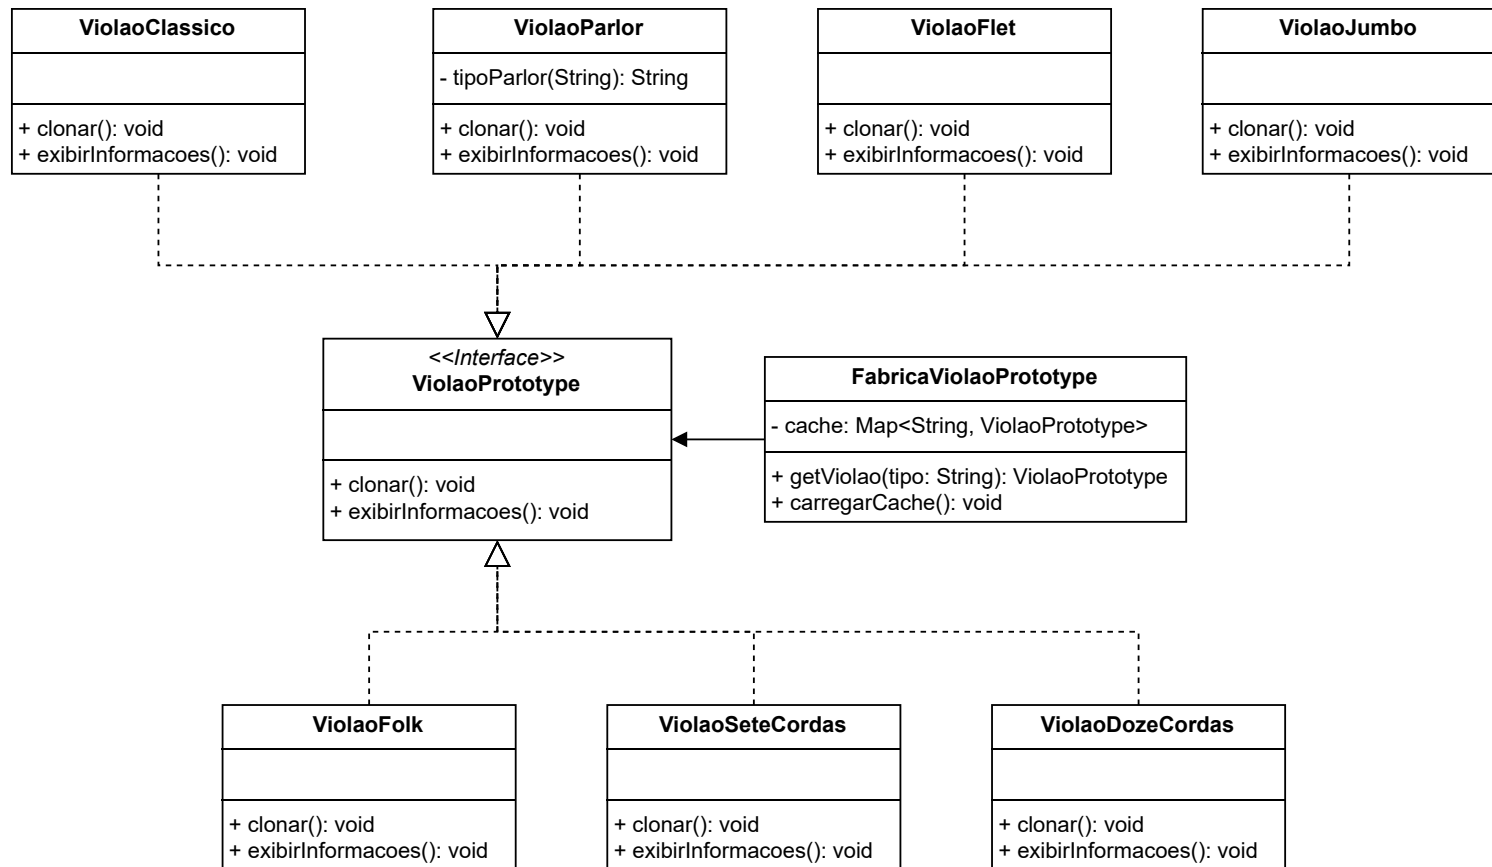 ViolaoClassico
+ clonar(): void
+ exibirInformacoes(): void
ViolaoParlor
- tipoParlor(String): String
+ clonar(): void
+ exibirInformacoes(): void
ViolaoFlet
+ clonar(): void
+ exibirInformacoes(): void
ViolaoJumbo
+ clonar(): void
+ exibirInformacoes(): void
<<Interface>>
ViolaoPrototype
+ clonar(): void
+ exibirInformacoes(): void
FabricaViolaoPrototype
- cache: Map<String, ViolaoPrototype>
+ getViolao(tipo: String): ViolaoPrototype
+ carregarCache(): void
ViolaoFolk
+ clonar(): void
+ exibirInformacoes(): void
ViolaoSeteCordas
+ clonar(): void
+ exibirInformacoes(): void
ViolaoDozeCordas
+ clonar(): void
+ exibirInformacoes(): void